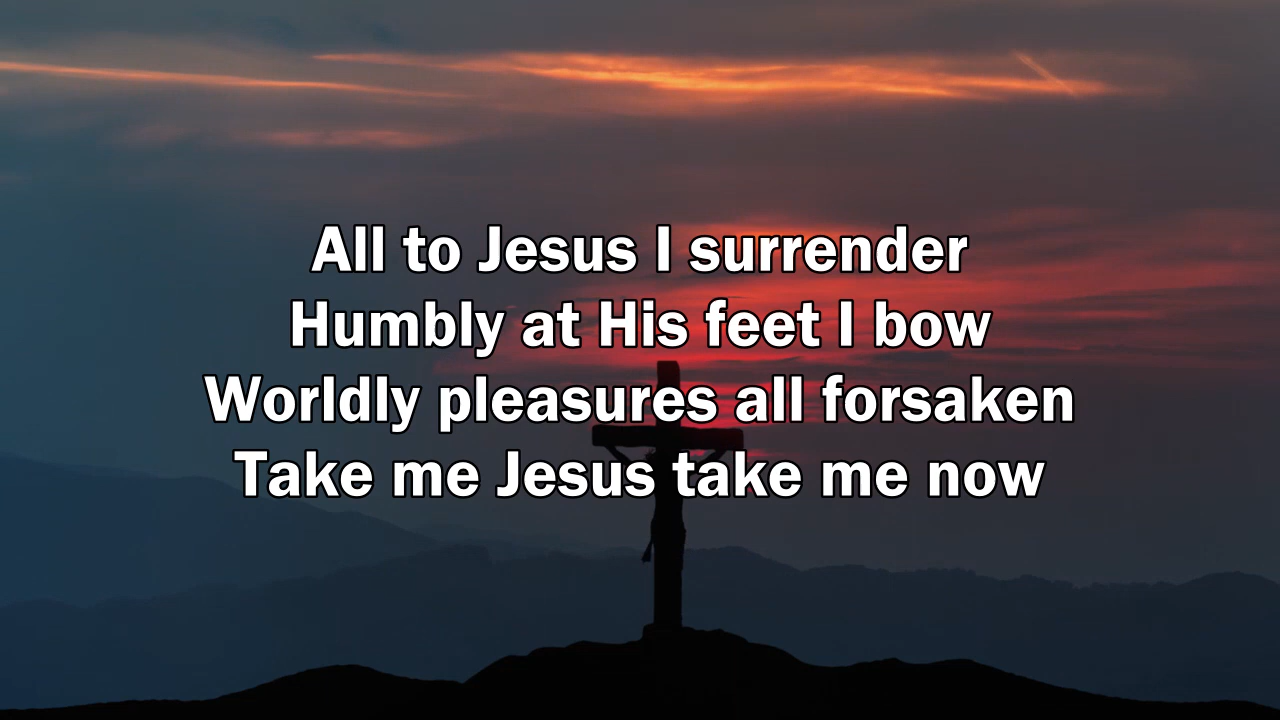 All to Jesus I surrender
Humbly at His feet I bow
Worldly pleasures all forsaken
Take me Jesus take me now